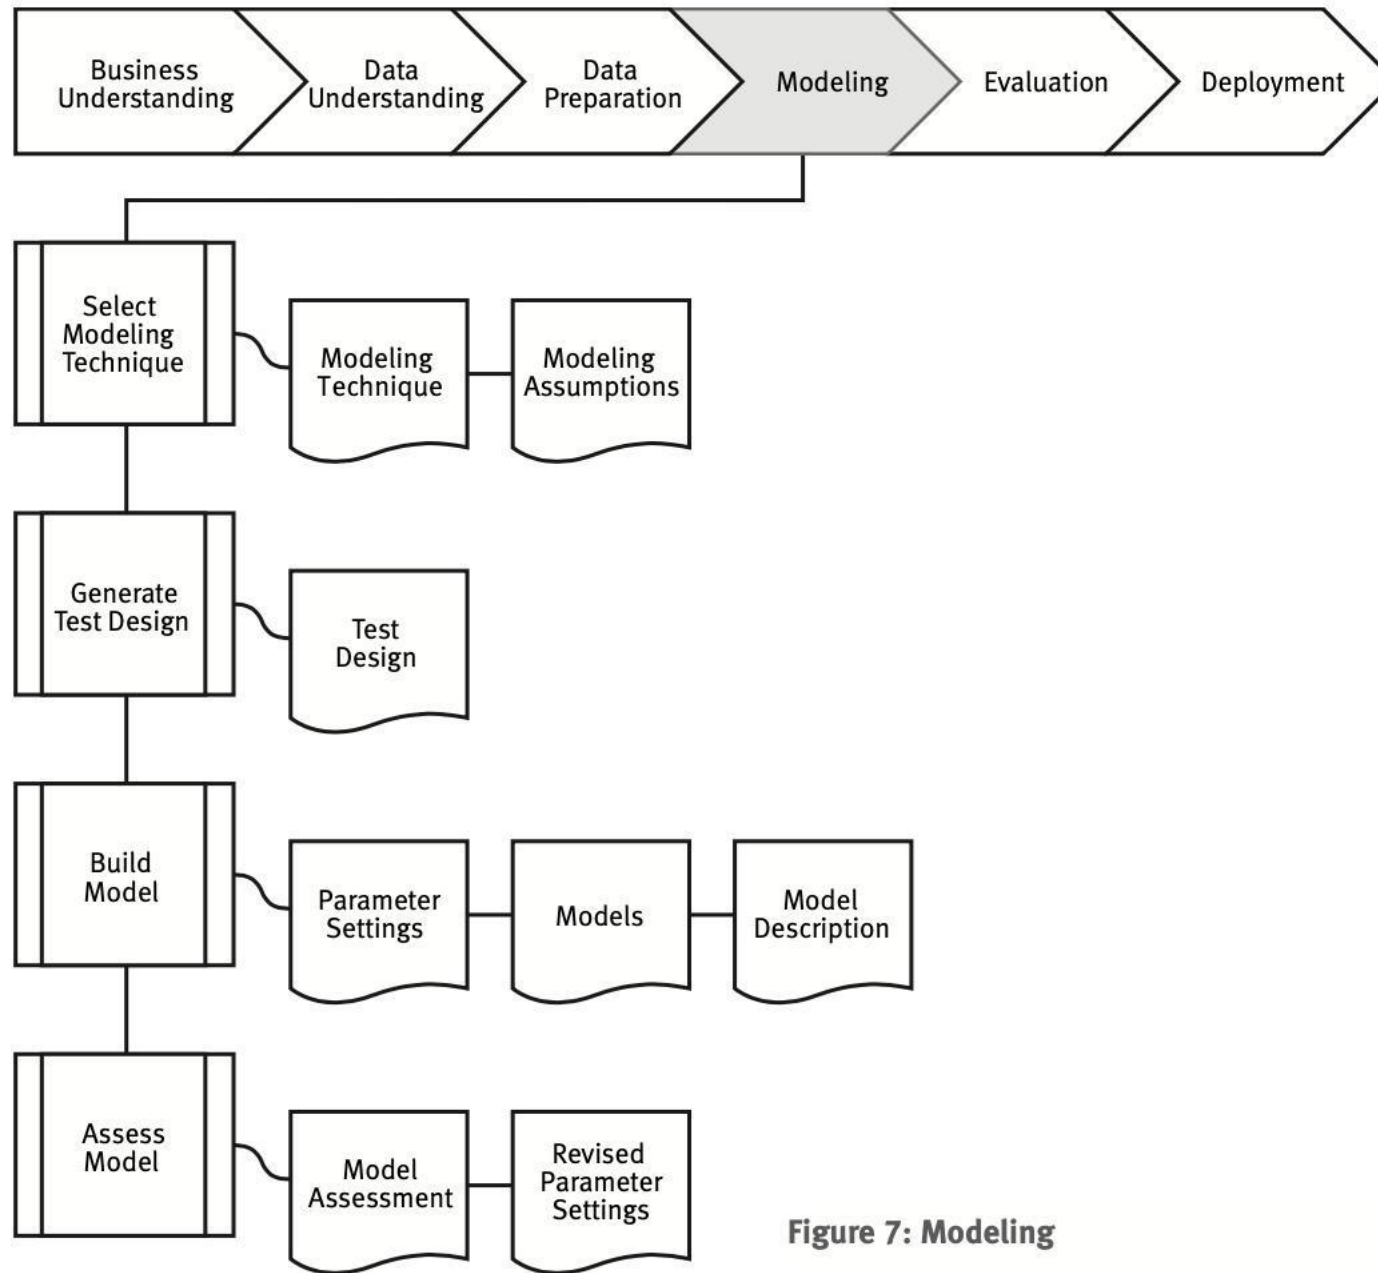 Business
Understanding
Data
Understanding
Data
Preparation
Modeling
Evaluation
Deployment
Select
Modeling
Technique
Modeling
Technique
Modeling
Assumptions
Generate
Test Design
Test
Design
Build
Model
Parameter
Settings
Models
Model
Description
Assess
Model
Model
Assessment
Revised
Parameter
Settings
Figure 7: Modeling